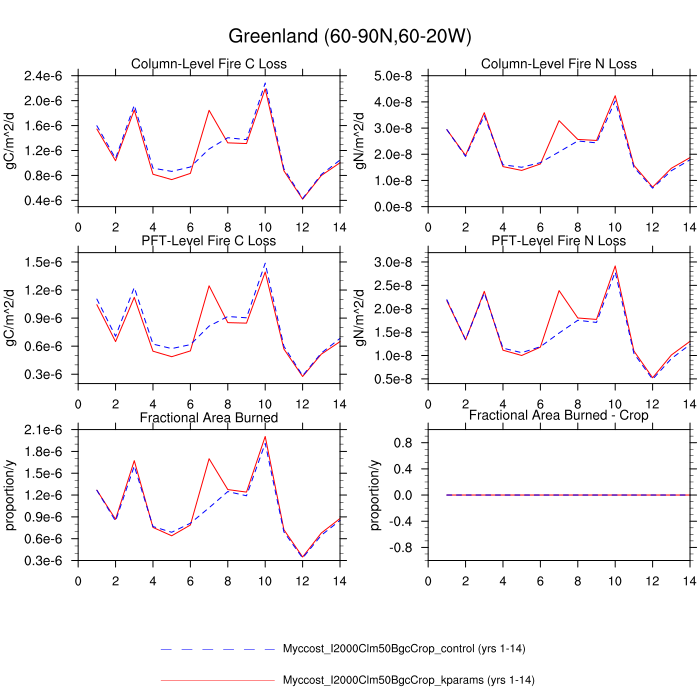 Greenland (60-90N,60-20W)
Column-Level Fire C Loss
gC/m^2/d
2.4e-6
2.0e-6
1.6e-6
1.2e-6
0.8e-6
0.4e-6
0 2 4 6 8 10 12 14
Column-Level Fire N Loss
gN/m^2/d
5.0e-8
4.0e-8
3.0e-8
2.0e-8
1.0e-8
0.0e-8
0 2 4 6 8 10 12 14
PFT-Level Fire C Loss
gC/m^2/d
1.5e-6
1.2e-6
0.9e-6
0.6e-6
0.3e-6
0 2 4 6 8 10 12 14
PFT-Level Fire N Loss
gN/m^2/d
3.0e-8
2.5e-8
2.0e-8
1.5e-8
1.0e-8
0.5e-8
0 2 4 6 8 10 12 14
Fractional Area Burned
proportion/y
2.1e-6
1.8e-6
1.5e-6
1.2e-6
0.9e-6
0.6e-6
0.3e-6
0 2 4 6 8 10 12 14
Fractional Area Burned - Crop
proportion/y
0.8
0.4
0.0
-0.4
-0.8
0 2 4 6 8 10 12 14
Myccost_I2000Clm50BgcCrop_control (yrs 1-14)
Myccost_I2000Clm50BgcCrop_kparams (yrs 1-14)